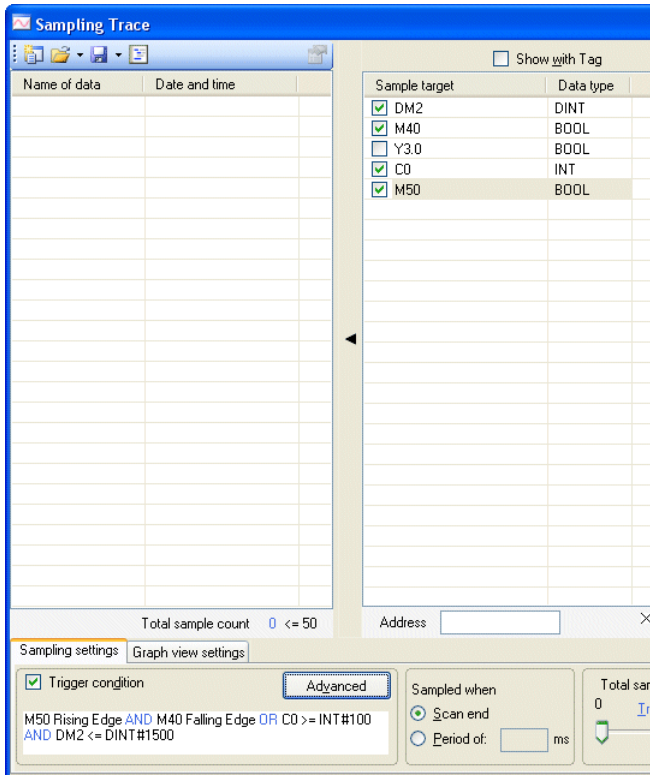 Sampling Trace
Show with Tag
Name of data Date and time
Sample target Data type
DM2 DINT
M40 BOOL
Y3.0 BOOL
C0 INT
M50 BOOL
Total sample count 0 <= 50
Address
Sampling settings Graph view settings
Trigger condition Advanced
M50 Rising Edge AND M40 Falling Edge OR C0 >= INT#100
AND DM2 <= DINT#1500
Sampled when
Scan end
Period of: ms
Total
0